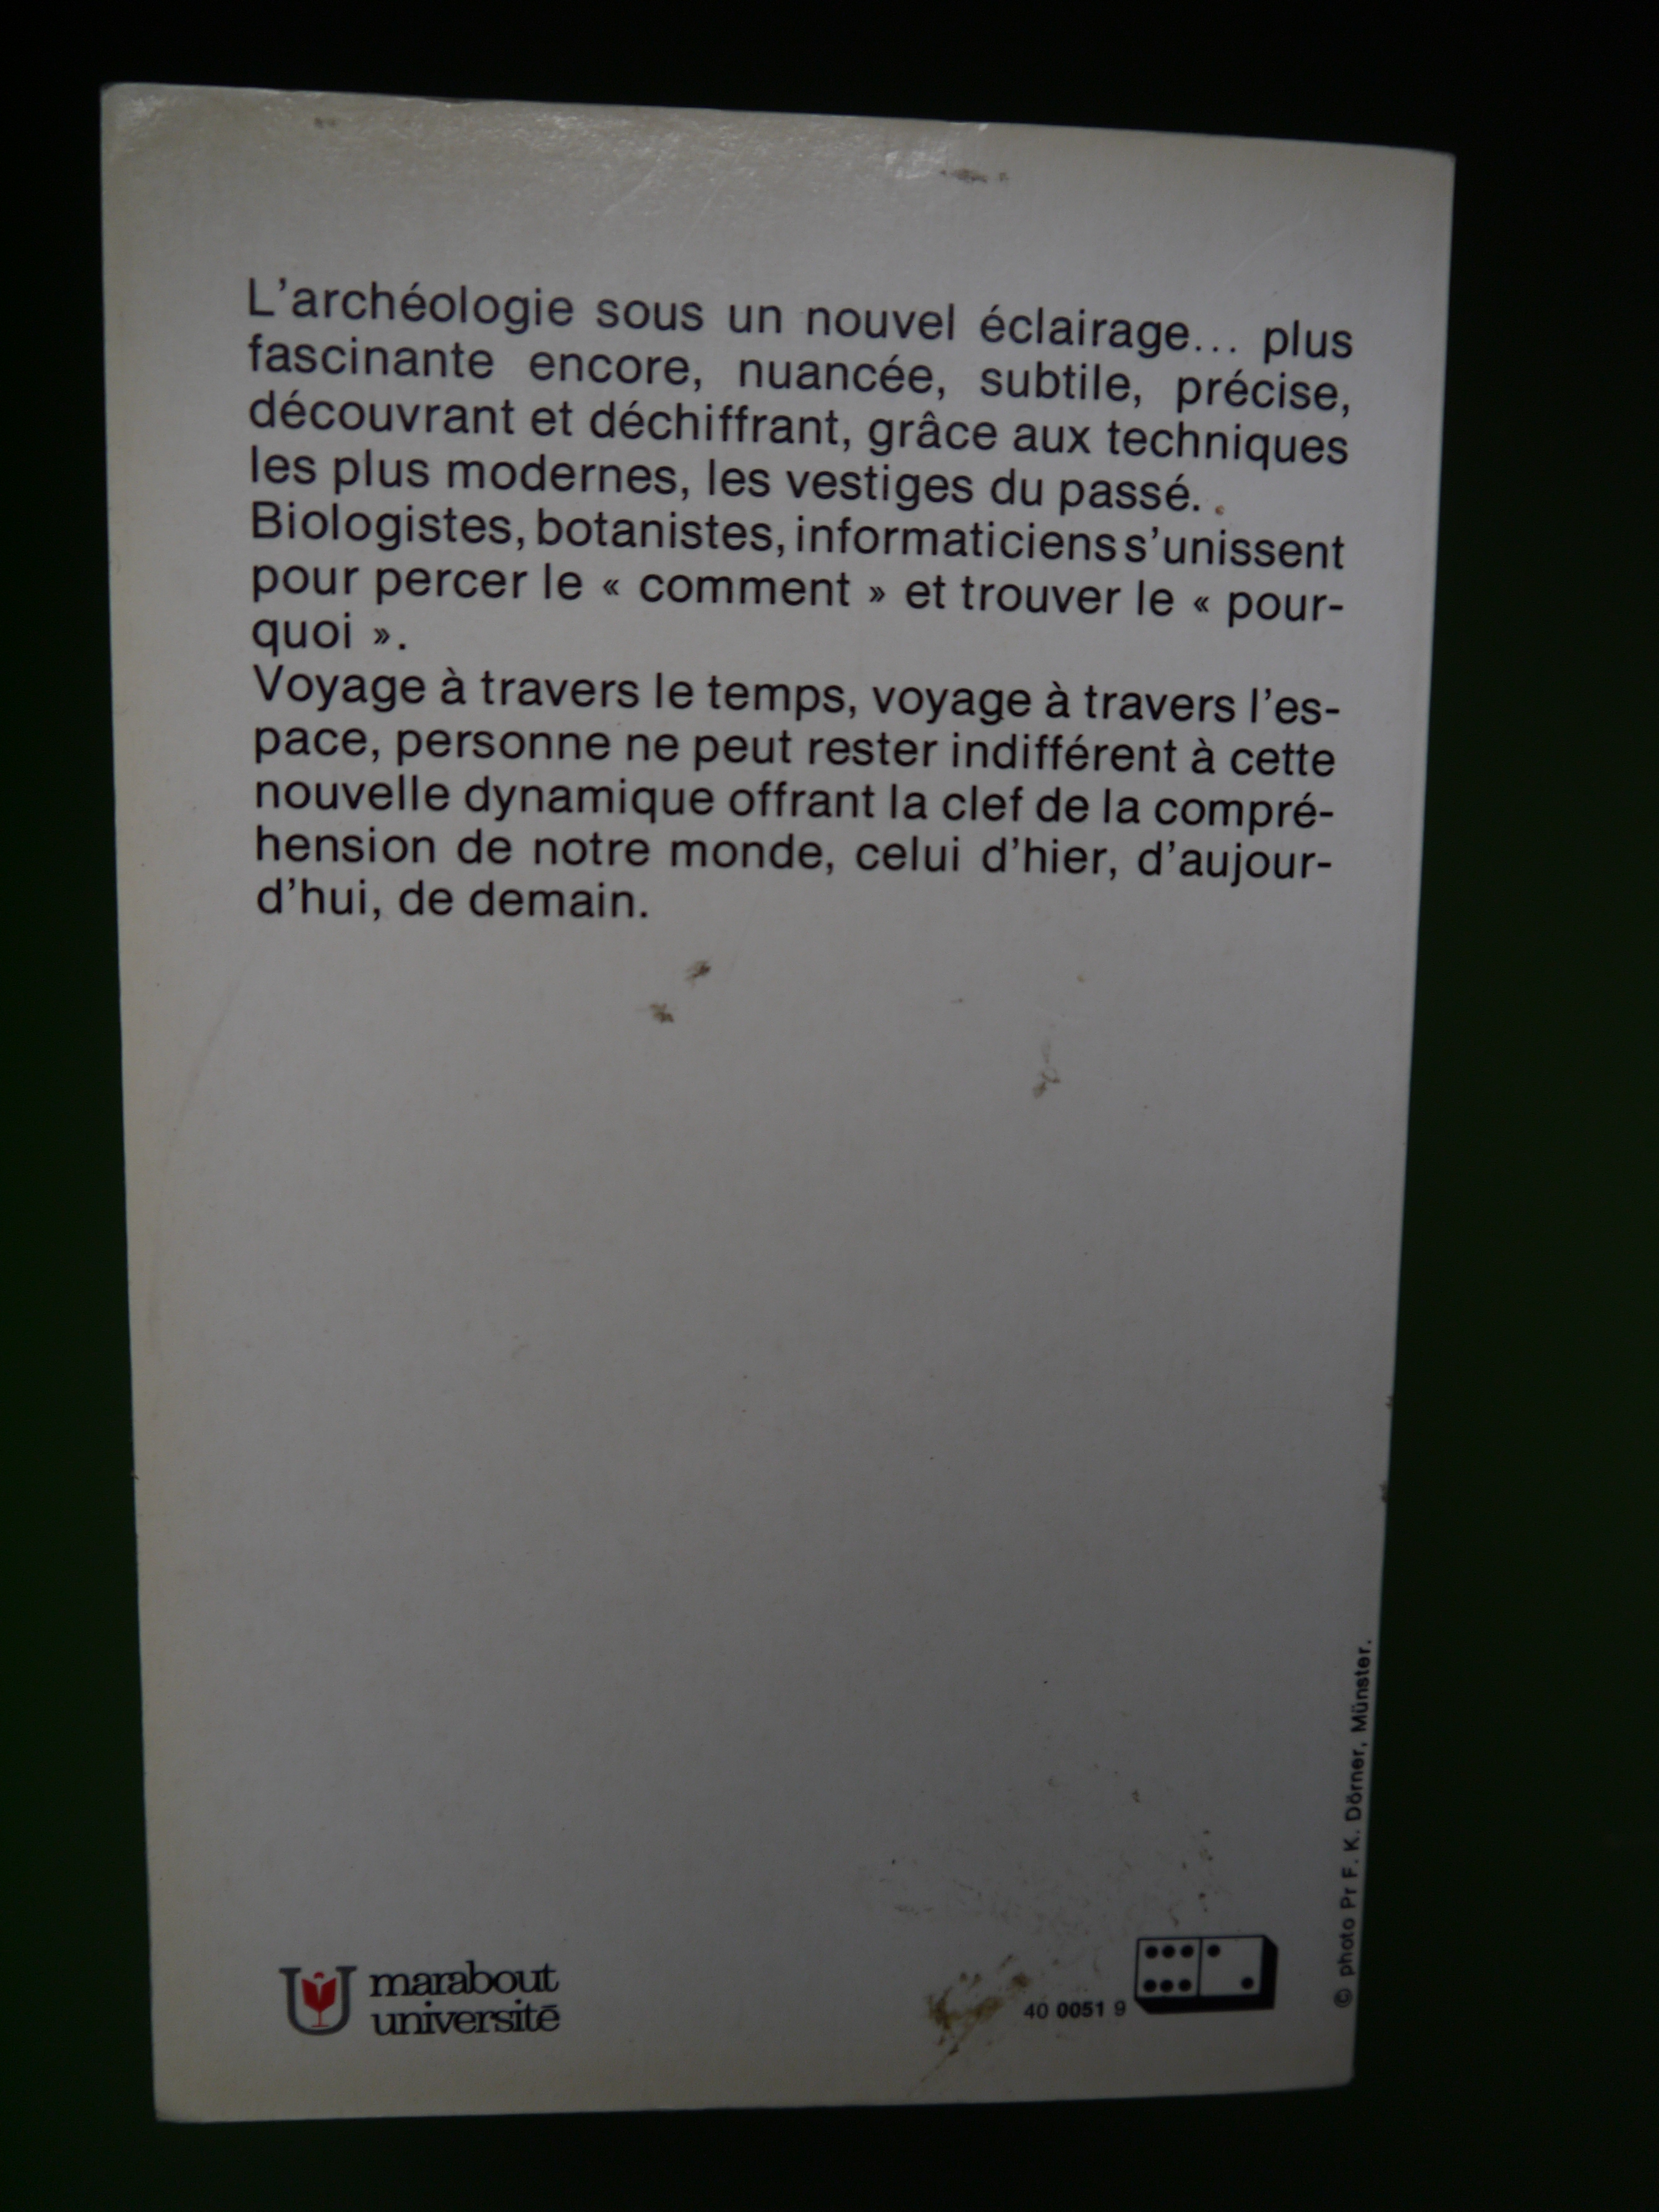 L'archéologie sous un nouvel éclairage... plus
fascinante encore, nuancée, subtile, précise,
découvrant et déchiffrant, grâce aux techniques
les plus modernes, les vestiges du passé.
Biologistes, botanistes, informaticiens s'unissent
pour percer le « comment » et trouver le « pour-
quoi ».
Voyage à travers le temps, voyage à travers l'es-
pace, personne ne peut rester indifférent à cette
nouvelle dynamique offrant la clef de la compré-
hension de notre monde, celui d'hier, d'aujour-
d'hui, de demain.
© photo Pr F. K. Dörner, Münster.
marabout
université
40 0051 9